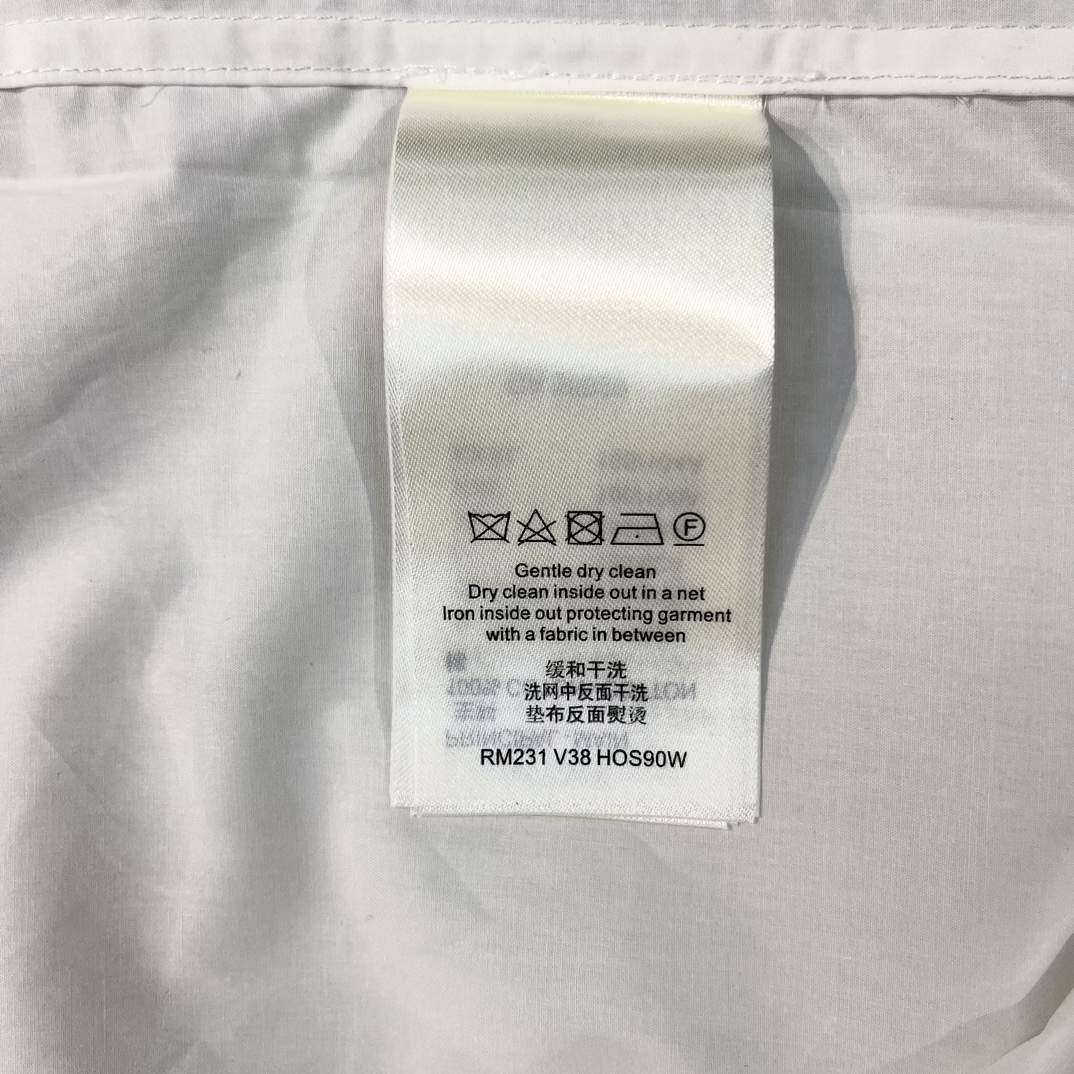 F
Gentle dry clean
Dry clean inside out in a net
Iron inside out protecting garment
with a fabric in between
缓和干洗
洗网中反面干洗
垫布反面熨烫
RM231 V38 HOS90W
PRINCIPAL MAIN